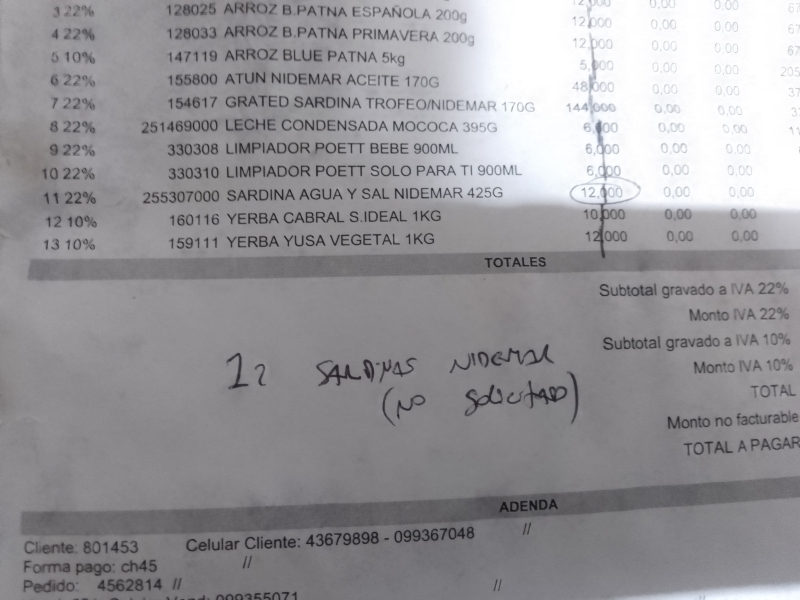 3 22% 128025 ARROZ B.PATNA ESPAÑOLA 200g 12,000 0,00 0,00
4 22% 128033 ARROZ B.PATNA PRIMAVERA 200g 12,000 0,00 0,00
5 10% 147119 ARROZ BLUE PATNA 5kg 5,000 0,00 0,00
6 22% 155800 ATUN NIDEMAR ACEITE 170G 48,000 0,00 0,00
7 22% 154617 GRATED SARDINA TROFEO/NIDEMAR 170G 144,000 0,00 0,00
8 22% 251469000 LECHE CONDENSADA MOCOCA 395G 6,000 0,00 0,00
9 22% 330308 LIMPIADOR POETT BEBE 900ML 6,000 0,00 0,00
10 22% 330310 LIMPIADOR POETT SOLO PARA TI 900ML 6,000 0,00 0,00
11 22% 255307000 SARDINA AGUA Y SAL NIDEMAR 425G 12,000 0,00 0,00
12 10% 160116 YERBA CABRAL S.IDEAL 1KG 10,000 0,00 0,00
13 10% 159111 YERBA YUSA VEGETAL 1KG 12,000 0,00 0,00
TOTALES
Subtotal gravado a IVA 22%
Monto IVA 22%
Subtotal gravado a IVA 10%
Monto IVA 10%
TOTAL
Monto no facturable
TOTAL A PAGAR
12 SARDINAS NIDEMAR
(NO SOLICITADO)
ADENDA
Cliente: 801453 Celular Cliente: 43679898 - 099367048 //
Forma pago: ch45 //
Pedido: 4562814 // //
099355071